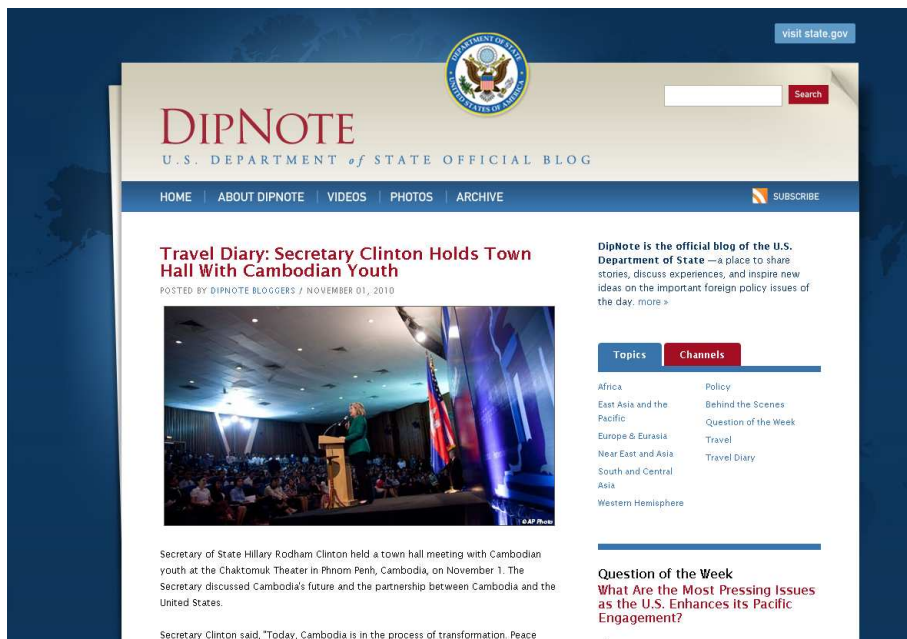 visit state.gov
DEPARTMENT OF STATE
UNITED STATES OF AMERICA
Search
DIPNOTE
U.S. DEPARTMENT of STATE OFFICIAL BLOG
HOME
ABOUT DIPNOTE
VIDEOS
PHOTOS
ARCHIVE
SUBSCRIBE
Travel Diary: Secretary Clinton Holds Town
Hall With Cambodian Youth
POSTED BY DIPNOTE BLOGGERS / NOVEMBER 01, 2010
© AP Photo
Secretary of State Hillary Rodham Clinton held a town hall meeting with Cambodian
youth at the Chaktomuk Theater in Phnom Penh, Cambodia, on November 1. The
Secretary discussed Cambodia's future and the partnership between Cambodia and the
United States.
Secretary Clinton said, "Today, Cambodia is in the process of transformation. Peace
DipNote is the official blog of the U.S.
Department of State —a place to share
stories, discuss experiences, and inspire new
ideas on the important foreign policy issues of
the day. more »
Topics
Channels
Africa
East Asia and the
Pacific
Europe & Eurasia
Near East and Asia
South and Central
Asia
Western Hemisphere
Policy
Behind the Scenes
Question of the Week
Travel
Travel Diary
Question of the Week
What Are the Most Pressing Issues
as the U.S. Enhances its Pacific
Engagement?